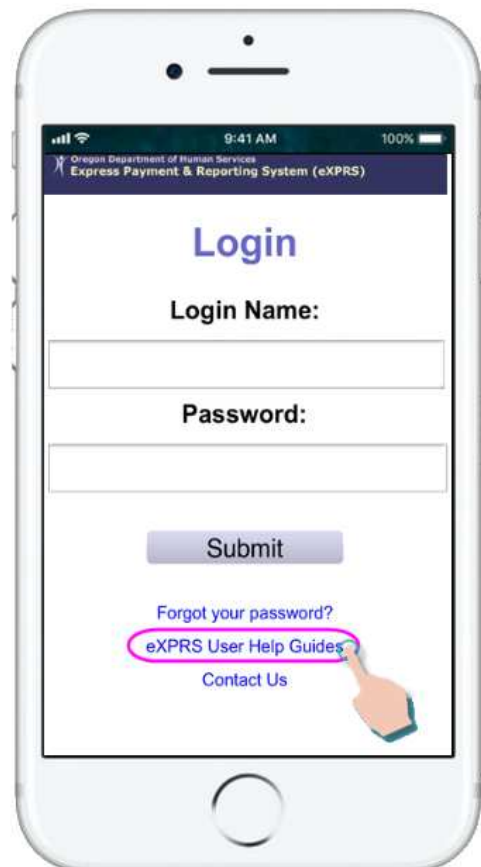 9:41 AM 100%
Oregon Department of Human Services
Express Payment & Reporting System (eXPRS)
Login
Login Name:
Password:
Submit
Forgot your password?
eXPRS User Help Guides
Contact Us